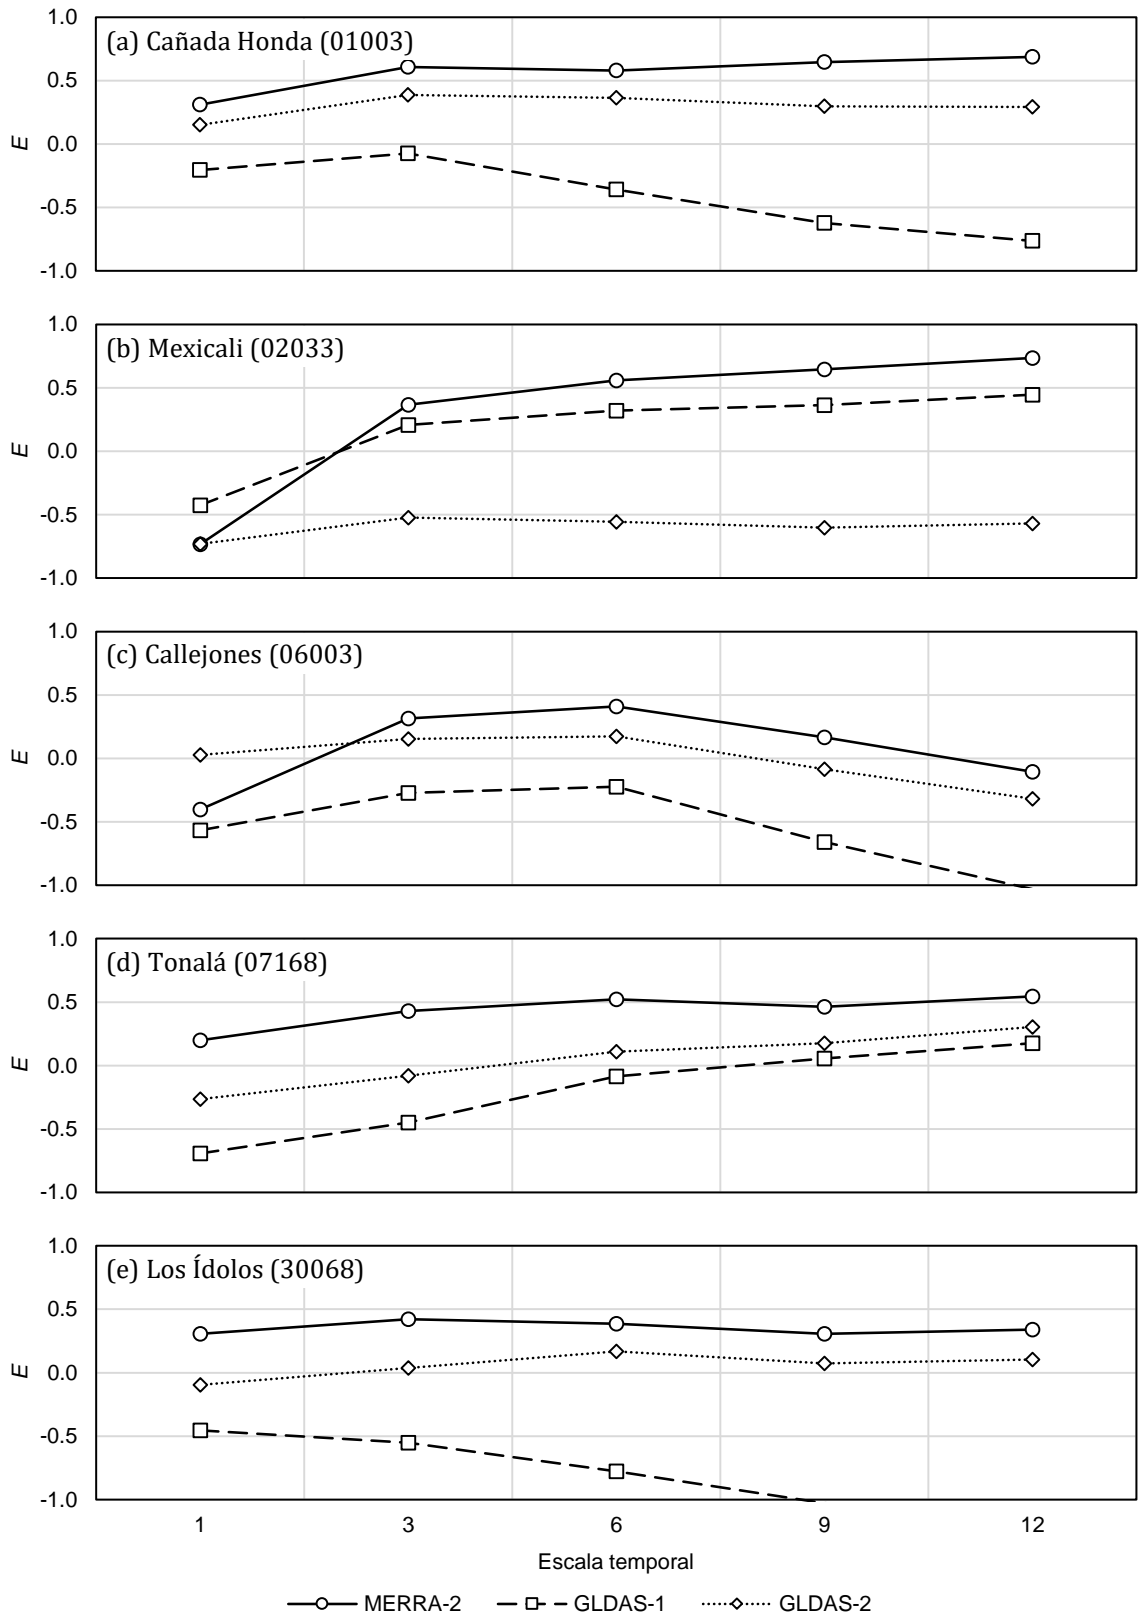 (a) Cañada Honda (01003)
1.0
0.5
0.0
-0.5
-1.0
E
(b) Mexicali (02033)
1.0
0.5
0.0
-0.5
-1.0
E
(c) Callejones (06003)
1.0
0.5
0.0
-0.5
-1.0
E
(d) Tonalá (07168)
1.0
0.5
0.0
-0.5
-1.0
E
(e) Los Ídolos (30068)
1.0
0.5
0.0
-0.5
-1.0
E
1 3 6 9 12
Escala temporal
MERRA-2 GLDAS-1 GLDAS-2